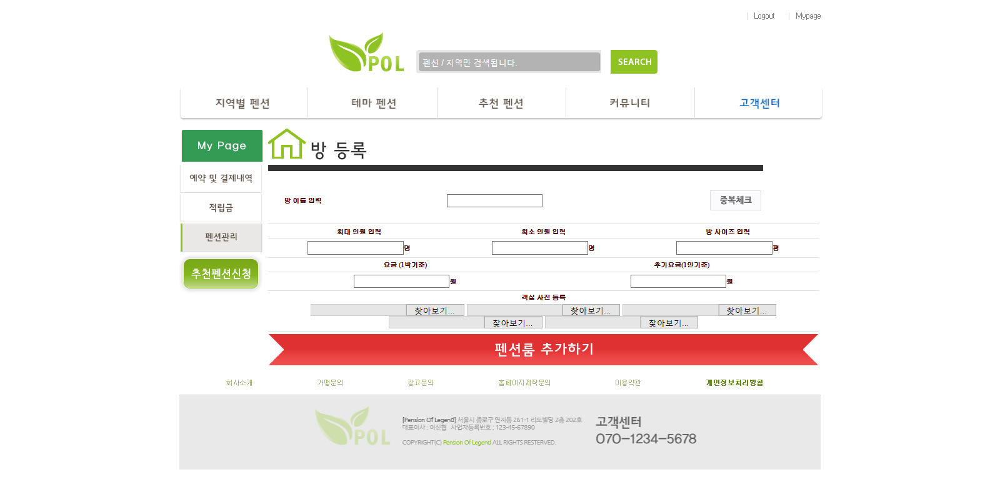 Logout
Mypage
POL
펜션 / 지역만 검색됩니다.
SEARCH
지역별 펜션
테마 펜션
추천 펜션
커뮤니티
고객센터
My Page
예약 및 결제내역
적립금
펜션관리
추천펜션신청
방 등록
방 이름 입력
중복체크
최대 인원 입력
최소 인원 입력
방 사이즈 입력
명
명
평
요금 (1박기준)
추가요금(1인기준)
원
원
객실 사진 등록
찾아보기...
찾아보기...
찾아보기...
찾아보기...
찾아보기...
펜션룸 추가하기
회사소개
가맹문의
광고문의
홈페이지제작문의
이용약관
개인정보처리방침
POL
[Pension Of Legend] 서울시 종로구 연지동 261-1 리드빌딩 2층 202호
대표이사 : 이신협 사업자등록번호 ; 123-45-67890
COPYRIGHT(C) Pension Of Legend ALL RIGHTS RESTERVED.
고객센터
070-1234-5678